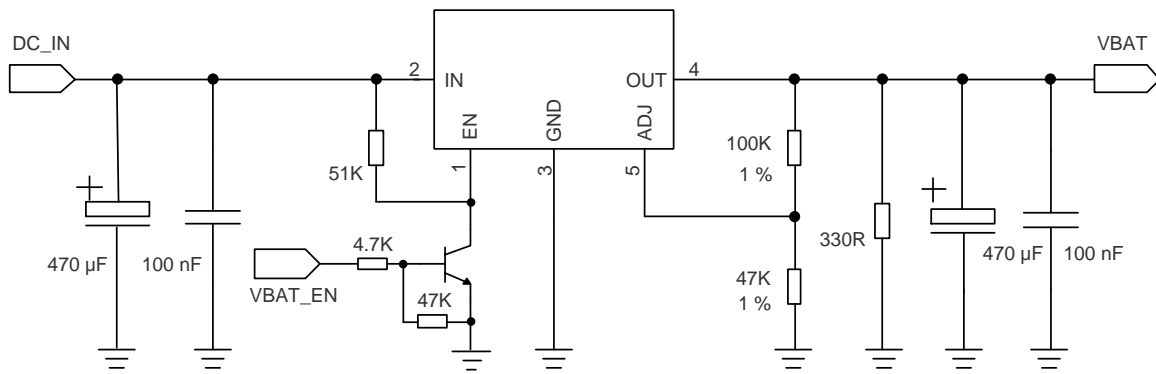 DC_IN
VBAT
2
IN
OUT
4
EN
GND
ADJ
1
3
5
51K
100K
1 %
4.7K
VBAT_EN
47K
470 µF
100 nF
330R
47K
1 %
470 µF
100 nF